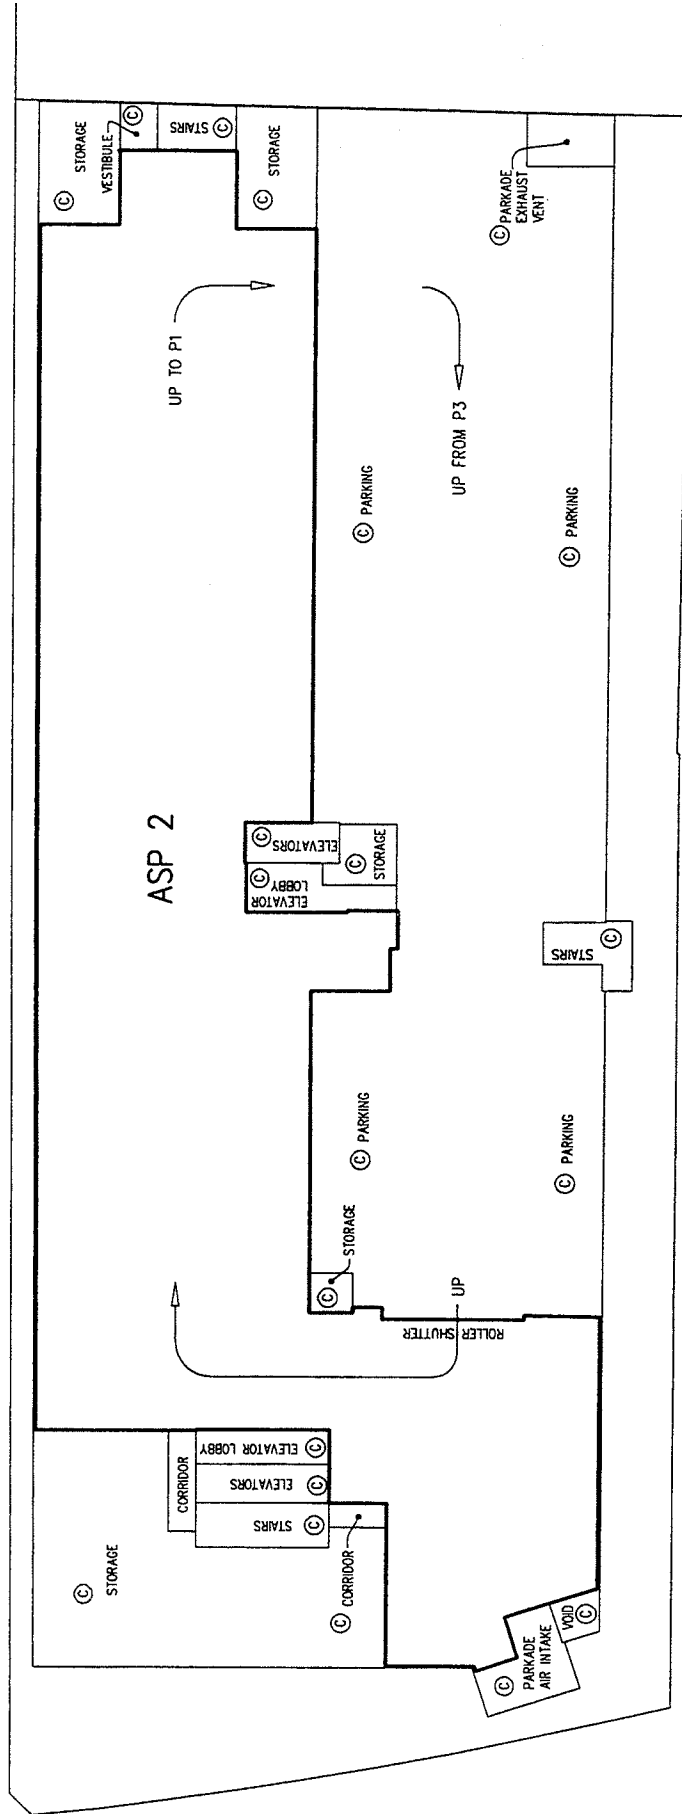 STORAGE
Ⓒ
VESTIBULE
Ⓒ
STAIRS Ⓒ
STORAGE
Ⓒ
Ⓒ PARKADE
EXHAUST
VENT
UP TO P1
UP FROM P3
Ⓒ PARKING
Ⓒ PARKING
ASP 2
Ⓒ ELEVATORS
Ⓒ ELEVATOR
LOBBY
Ⓒ
STORAGE
STAIRS
Ⓒ
Ⓒ PARKING
Ⓒ PARKING
Ⓒ STORAGE
UP
ROLLER SHUTTER
CORRIDOR
ELEVATOR LOBBY Ⓒ
ELEVATORS Ⓒ
STAIRS Ⓒ
Ⓒ STORAGE
Ⓒ CORRIDOR
VOID
Ⓒ
Ⓒ PARKADE
AIR INTAKE